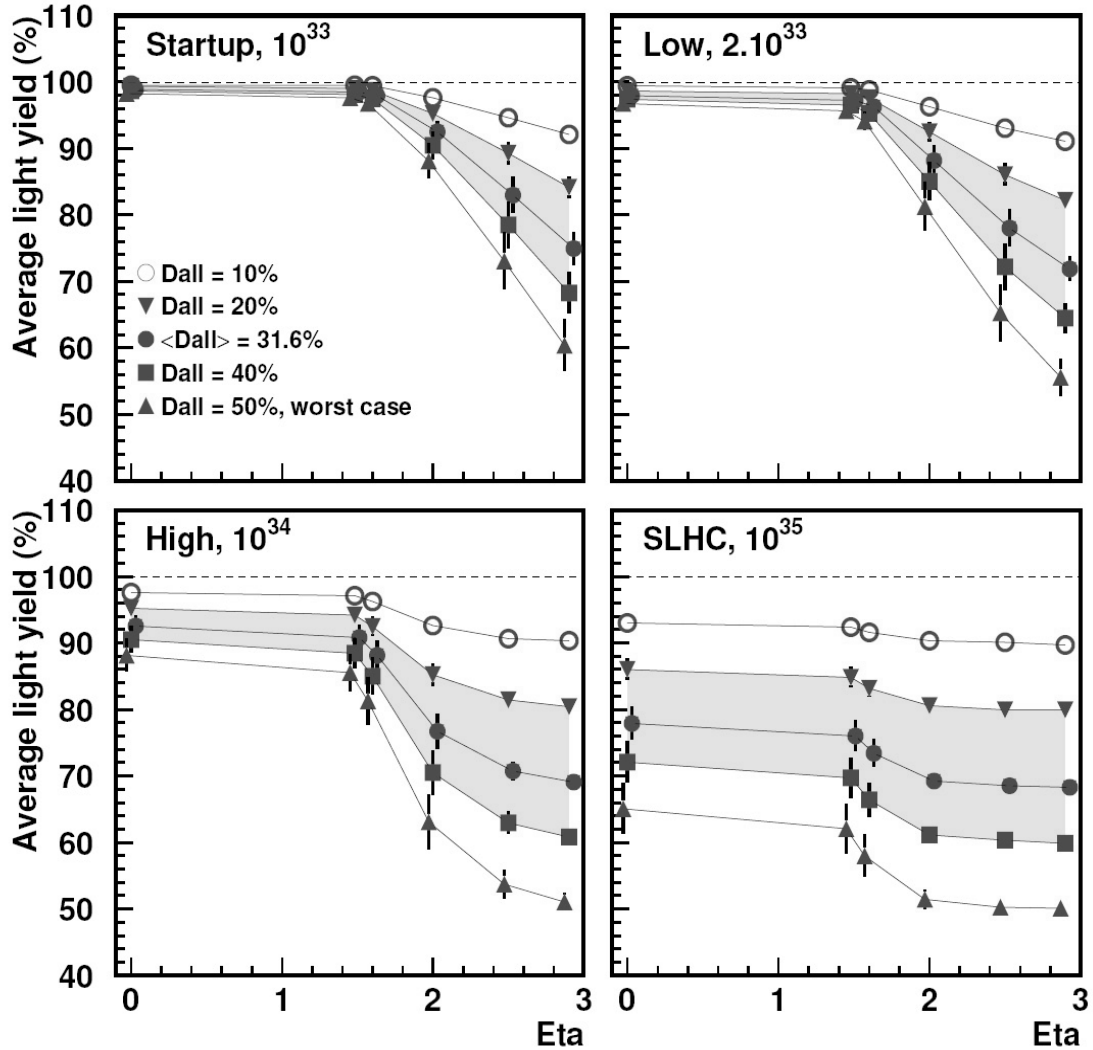 Average light yield (%)
110
100
90
80
70
60
50
40
Startup, 10^33
Dall = 10%
Dall = 20%
<Dall> = 31.6%
Dall = 40%
Dall = 50%, worst case
Low, 2.10^33
Average light yield (%)
110
100
90
80
70
60
50
40
High, 10^34
0 1 2 3
Eta
SLHC, 10^35
0 1 2 3
Eta